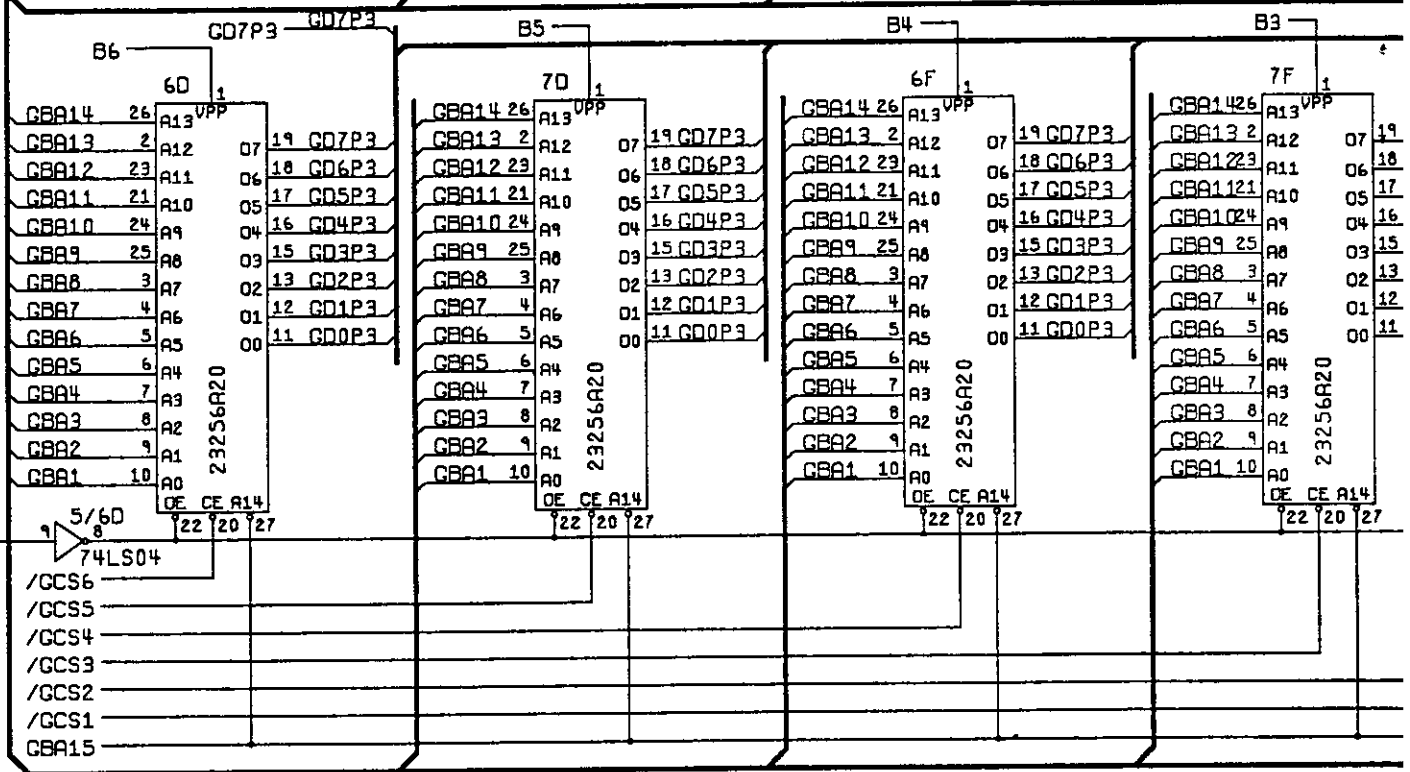 GD7P3 GD7P3
B6
B5
B4
B3
6D
1
VPP
GBA14 26 A13
GBA13 2 A12 O7 19 GD7P3
GBA12 23 A11 O6 18 GD6P3
GBA11 21 A10 O5 17 GD5P3
GBA10 24 A9 O4 16 GD4P3
GBA9 25 A8 O3 15 GD3P3
GBA8 3 A7 O2 13 GD2P3
GBA7 4 A6 O1 12 GD1P3
GBA6 5 A5 O0 11 GD0P3
GBA5 6 A4
GBA4 7 A3
GBA3 8 A2
GBA2 9 A1
GBA1 10 A0
23256A20
OE CE A14
22 20 27
7D
1
VPP
GBA14 26 A13
GBA13 2 A12 O7 19 GD7P3
GBA12 23 A11 O6 18 GD6P3
GBA11 21 A10 O5 17 GD5P3
GBA10 24 A9 O4 16 GD4P3
GBA9 25 A8 O3 15 GD3P3
GBA8 3 A7 O2 13 GD2P3
GBA7 4 A6 O1 12 GD1P3
GBA6 5 A5 O0 11 GD0P3
GBA5 6 A4
GBA4 7 A3
GBA3 8 A2
GBA2 9 A1
GBA1 10 A0
23256A20
OE CE A14
22 20 27
6F
1
VPP
GBA14 26 A13
GBA13 2 A12 O7 19 GD7P3
GBA12 23 A11 O6 18 GD6P3
GBA11 21 A10 O5 17 GD5P3
GBA10 24 A9 O4 16 GD4P3
GBA9 25 A8 O3 15 GD3P3
GBA8 3 A7 O2 13 GD2P3
GBA7 4 A6 O1 12 GD1P3
GBA6 5 A5 O0 11 GD0P3
GBA5 6 A4
GBA4 7 A3
GBA3 8 A2
GBA2 9 A1
GBA1 10 A0
23256A20
OE CE A14
22 20 27
7F
1
VPP
GBA14 26 A13
GBA13 2 A12 O7 19
GBA12 23 A11 O6 18
GBA11 21 A10 O5 17
GBA10 24 A9 O4 16
GBA9 25 A8 O3 15
GBA8 3 A7 O2 13
GBA7 4 A6 O1 12
GBA6 5 A5 O0 11
GBA5 6 A4
GBA4 7 A3
GBA3 8 A2
GBA2 9 A1
GBA1 10 A0
23256A20
OE CE A14
22 20 27
5/6D
9 8
74LS04
/GCS6
/GCS5
/GCS4
/GCS3
/GCS2
/GCS1
GBA15